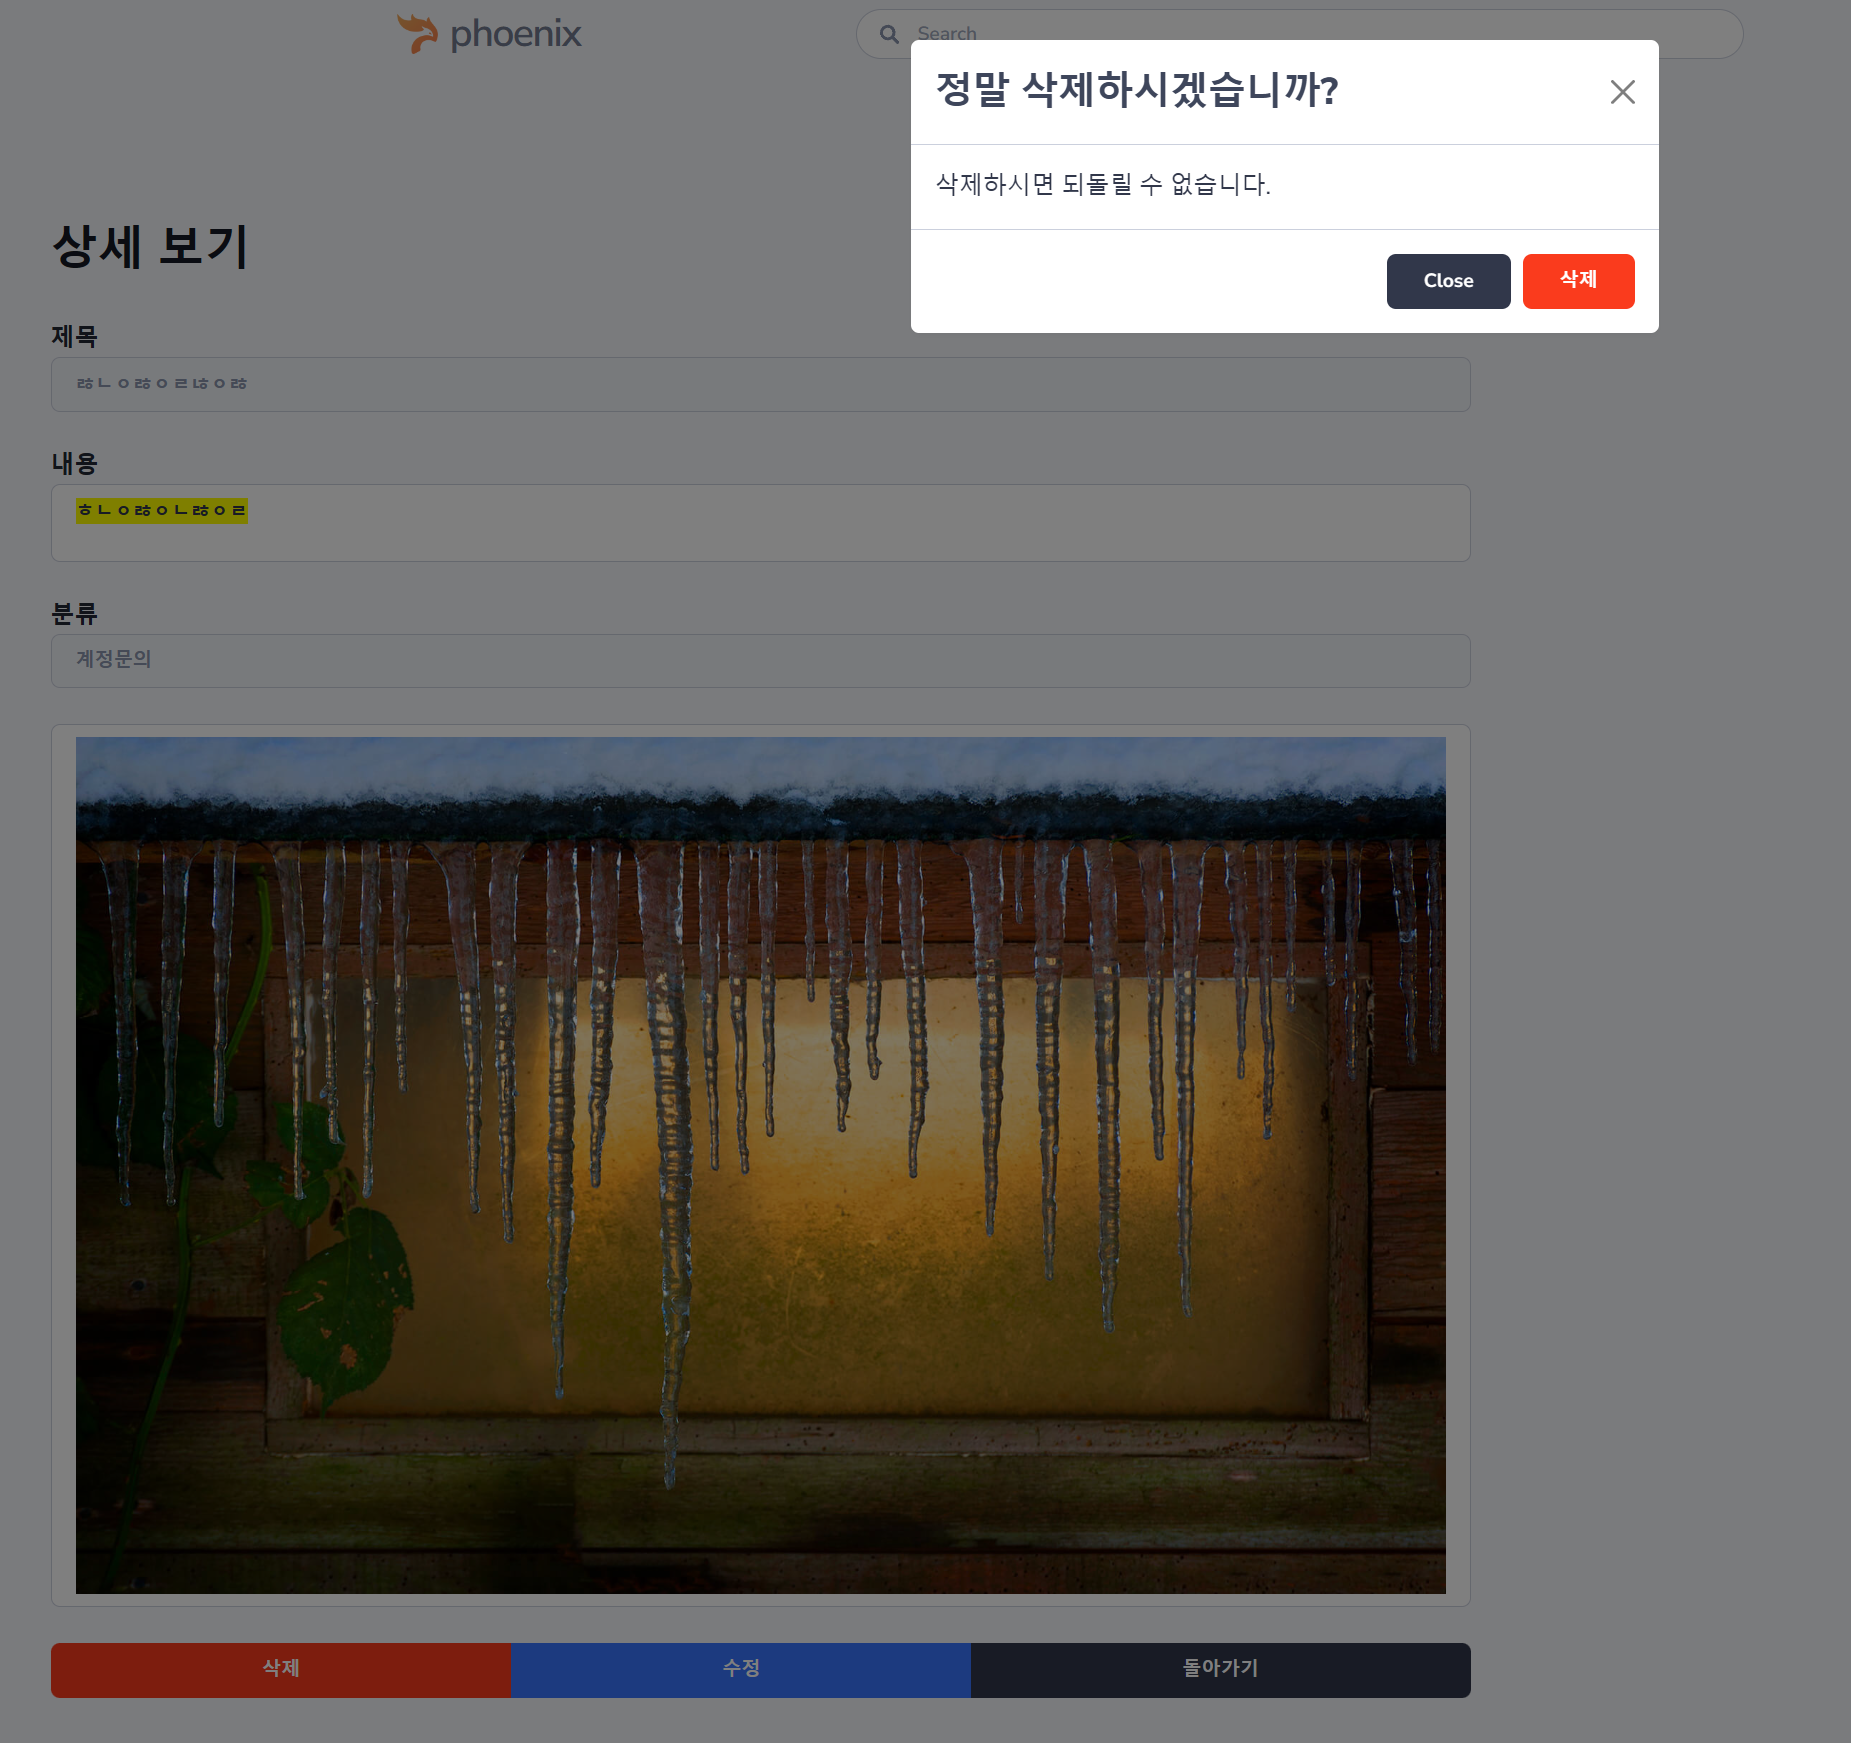 phoenix
Search
정말 삭제하시겠습니까?
삭제하시면 되돌릴 수 없습니다.
Close
삭제
상세 보기
제목
ㅀㄴㅇㅀㅇㄹㄶㅇㅀ
내용
ㅎㄴㅇㅀㅇㄴㅀㅇㄹ
분류
계정문의
삭제
수정
돌아가기